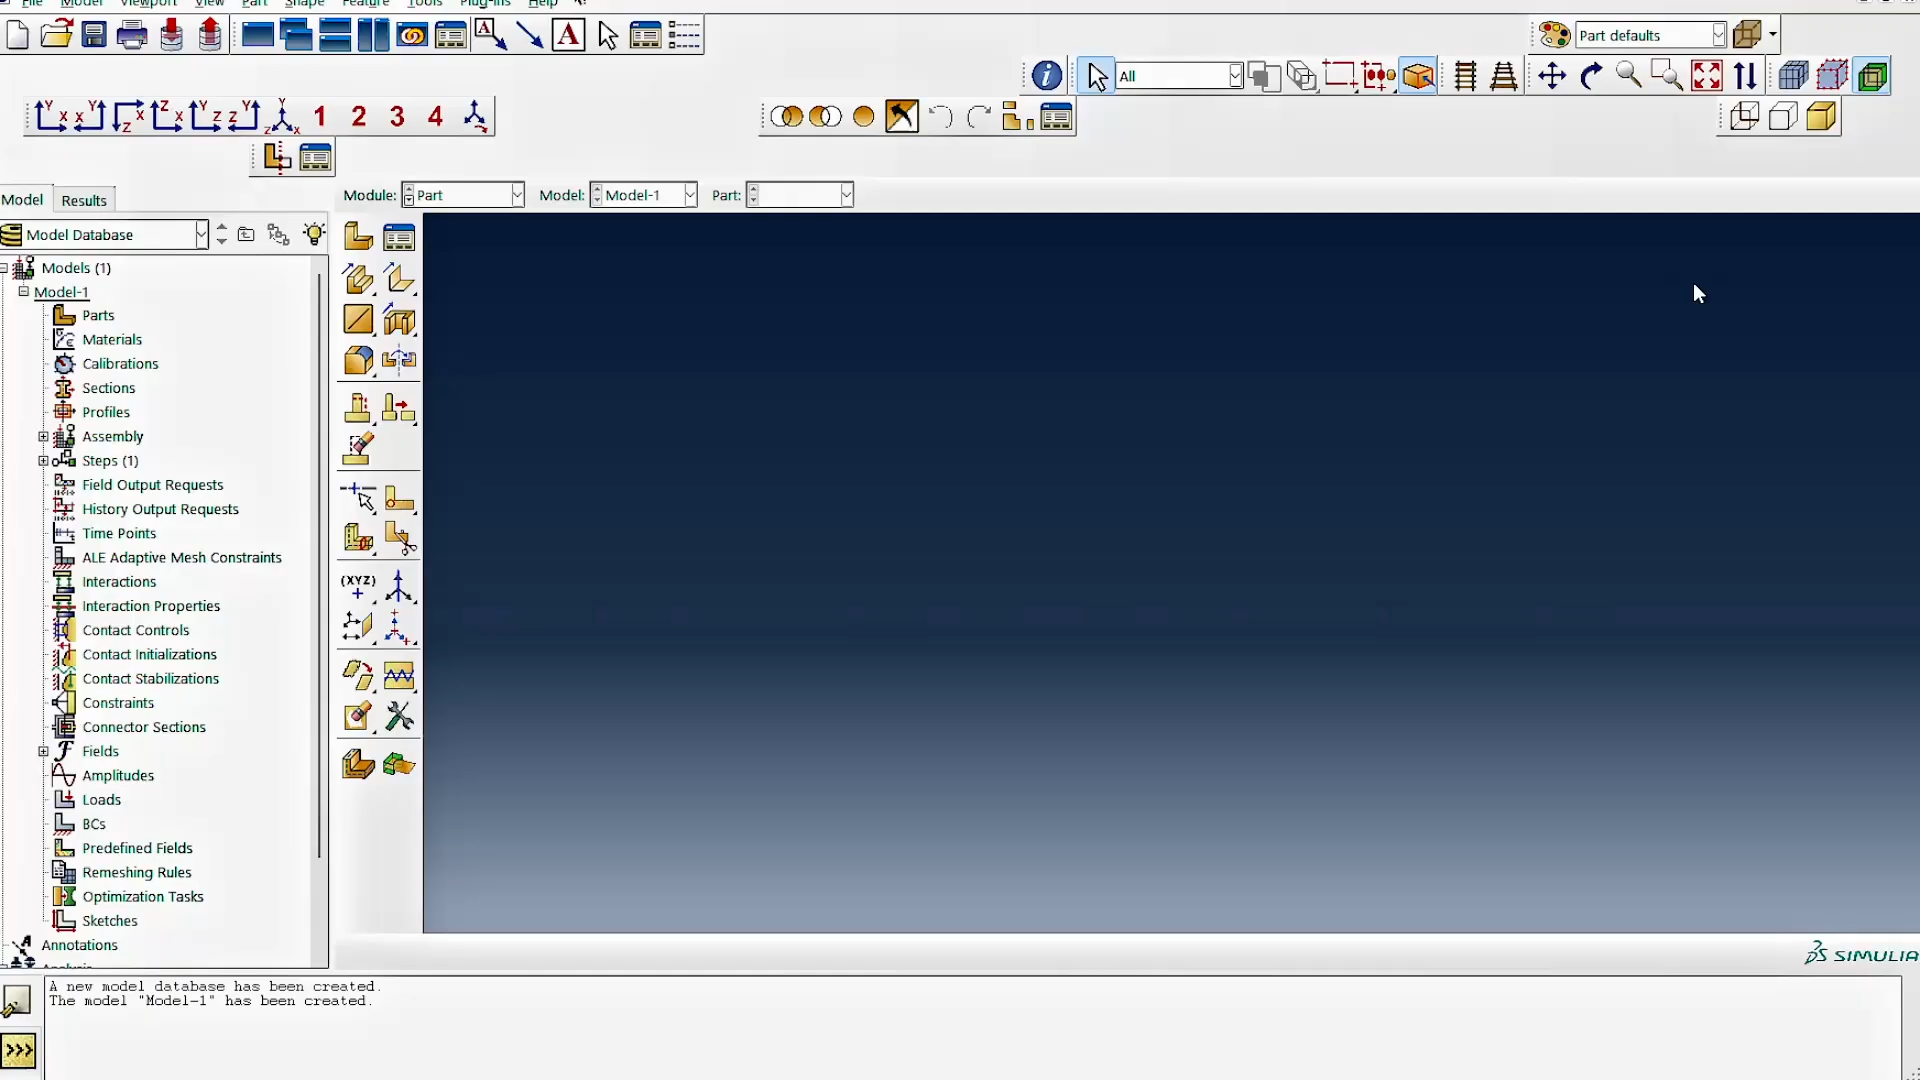 File Model Viewport View Part Shape Feature Tools Plug-ins Help
Part defaults
All
1 2 3 4
Model Results
Module: Part Model: Model-1 Part:
Model Database
Models (1)
Model-1
Parts
Materials
Calibrations
Sections
Profiles
Assembly
Steps (1)
Field Output Requests
History Output Requests
Time Points
ALE Adaptive Mesh Constraints
Interactions
Interaction Properties
Contact Controls
Contact Initializations
Contact Stabilizations
Constraints
Connector Sections
Fields
Amplitudes
Loads
BCs
Predefined Fields
Remeshing Rules
Optimization Tasks
Sketches
Annotations
(XYZ)
SIMULIA
A new model database has been created.
The model "Model-1" has been created.
>>>